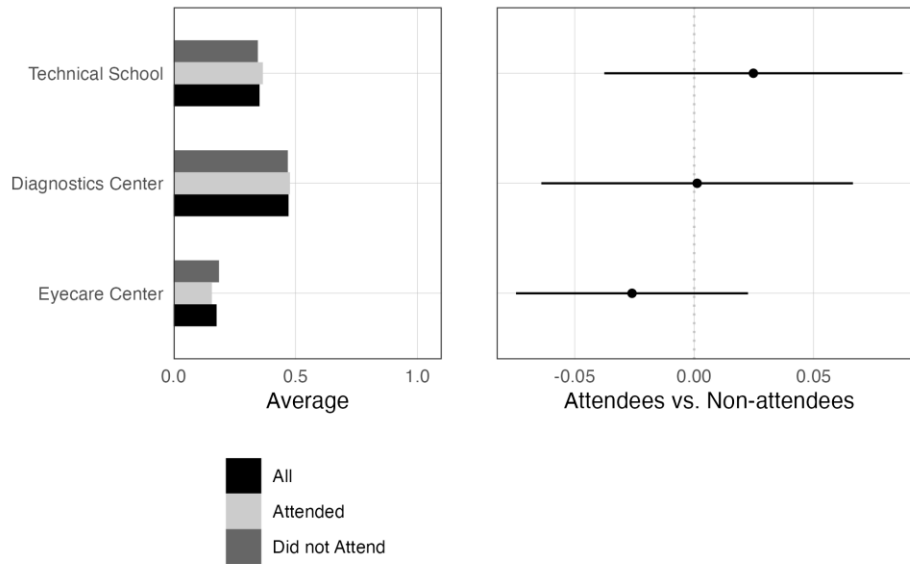 Technical School
Diagnostics Center
Eyecare Center
0.0 0.5 1.0
Average
-0.05 0.00 0.05
Attendees vs. Non-attendees
All
Attended
Did not Attend